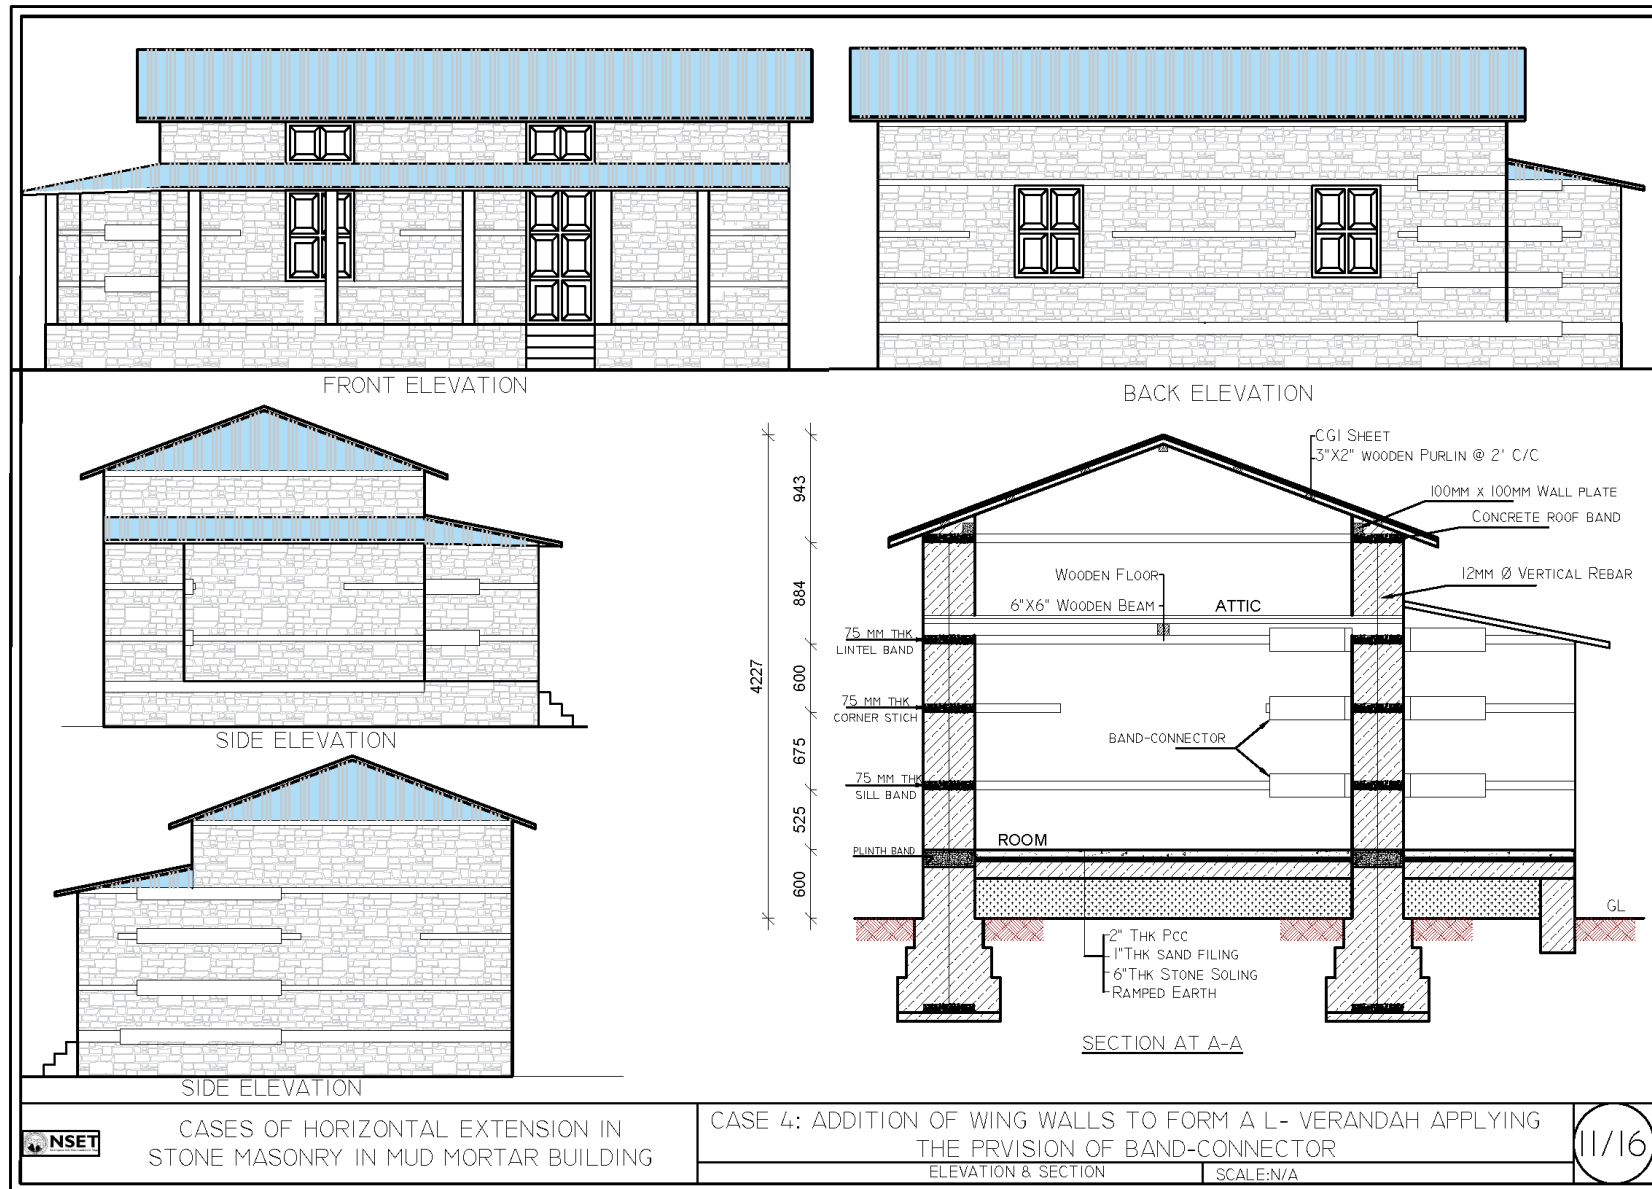 FRONT ELEVATION
BACK ELEVATION
SIDE ELEVATION
SIDE ELEVATION
4227
943
884
600
675
525
600
CGI SHEET
3"X2" WOODEN PURLIN @ 2' C/C
100MM X 100MM WALL PLATE
CONCRETE ROOF BAND
12MM Ø VERTICAL REBAR
WOODEN FLOOR
6"X6" WOODEN BEAM
ATTIC
75 MM THK
LINTEL BAND
75 MM THK
CORNER STICH
BAND-CONNECTOR
75 MM THK
SILL BAND
ROOM
PLINTH BAND
GL
2" THK PCC
1"THK SAND FILING
6"THK STONE SOLING
RAMPED EARTH
SECTION AT A-A
NSET
CASES OF HORIZONTAL EXTENSION IN
STONE MASONRY IN MUD MORTAR BUILDING
CASE 4: ADDITION OF WING WALLS TO FORM A L- VERANDAH APPLYING
THE PRVISION OF BAND-CONNECTOR
ELEVATION & SECTION
SCALE:N/A
11/16